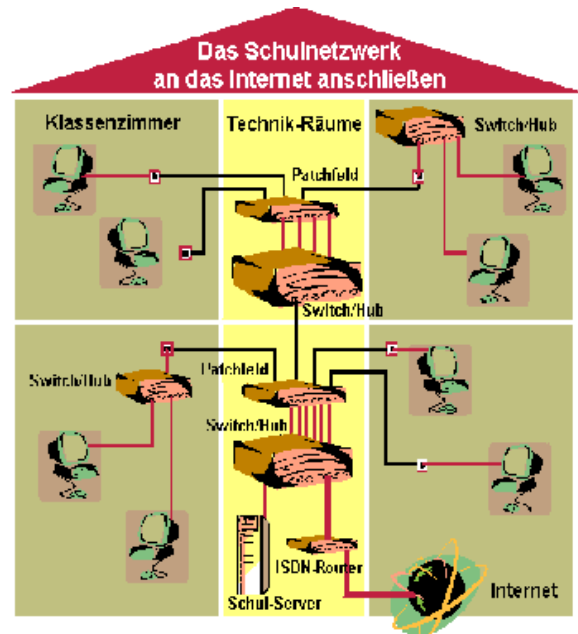 Das Schulnetzwerk
an das Internet anschließen
Klassenzimmer
Technik-Räume
Switch/Hub
Patchfeld
Switch/Hub
Patchfeld
Switch/Hub
Switch/Hub
ISDN-Router
Schul-Server
Internet